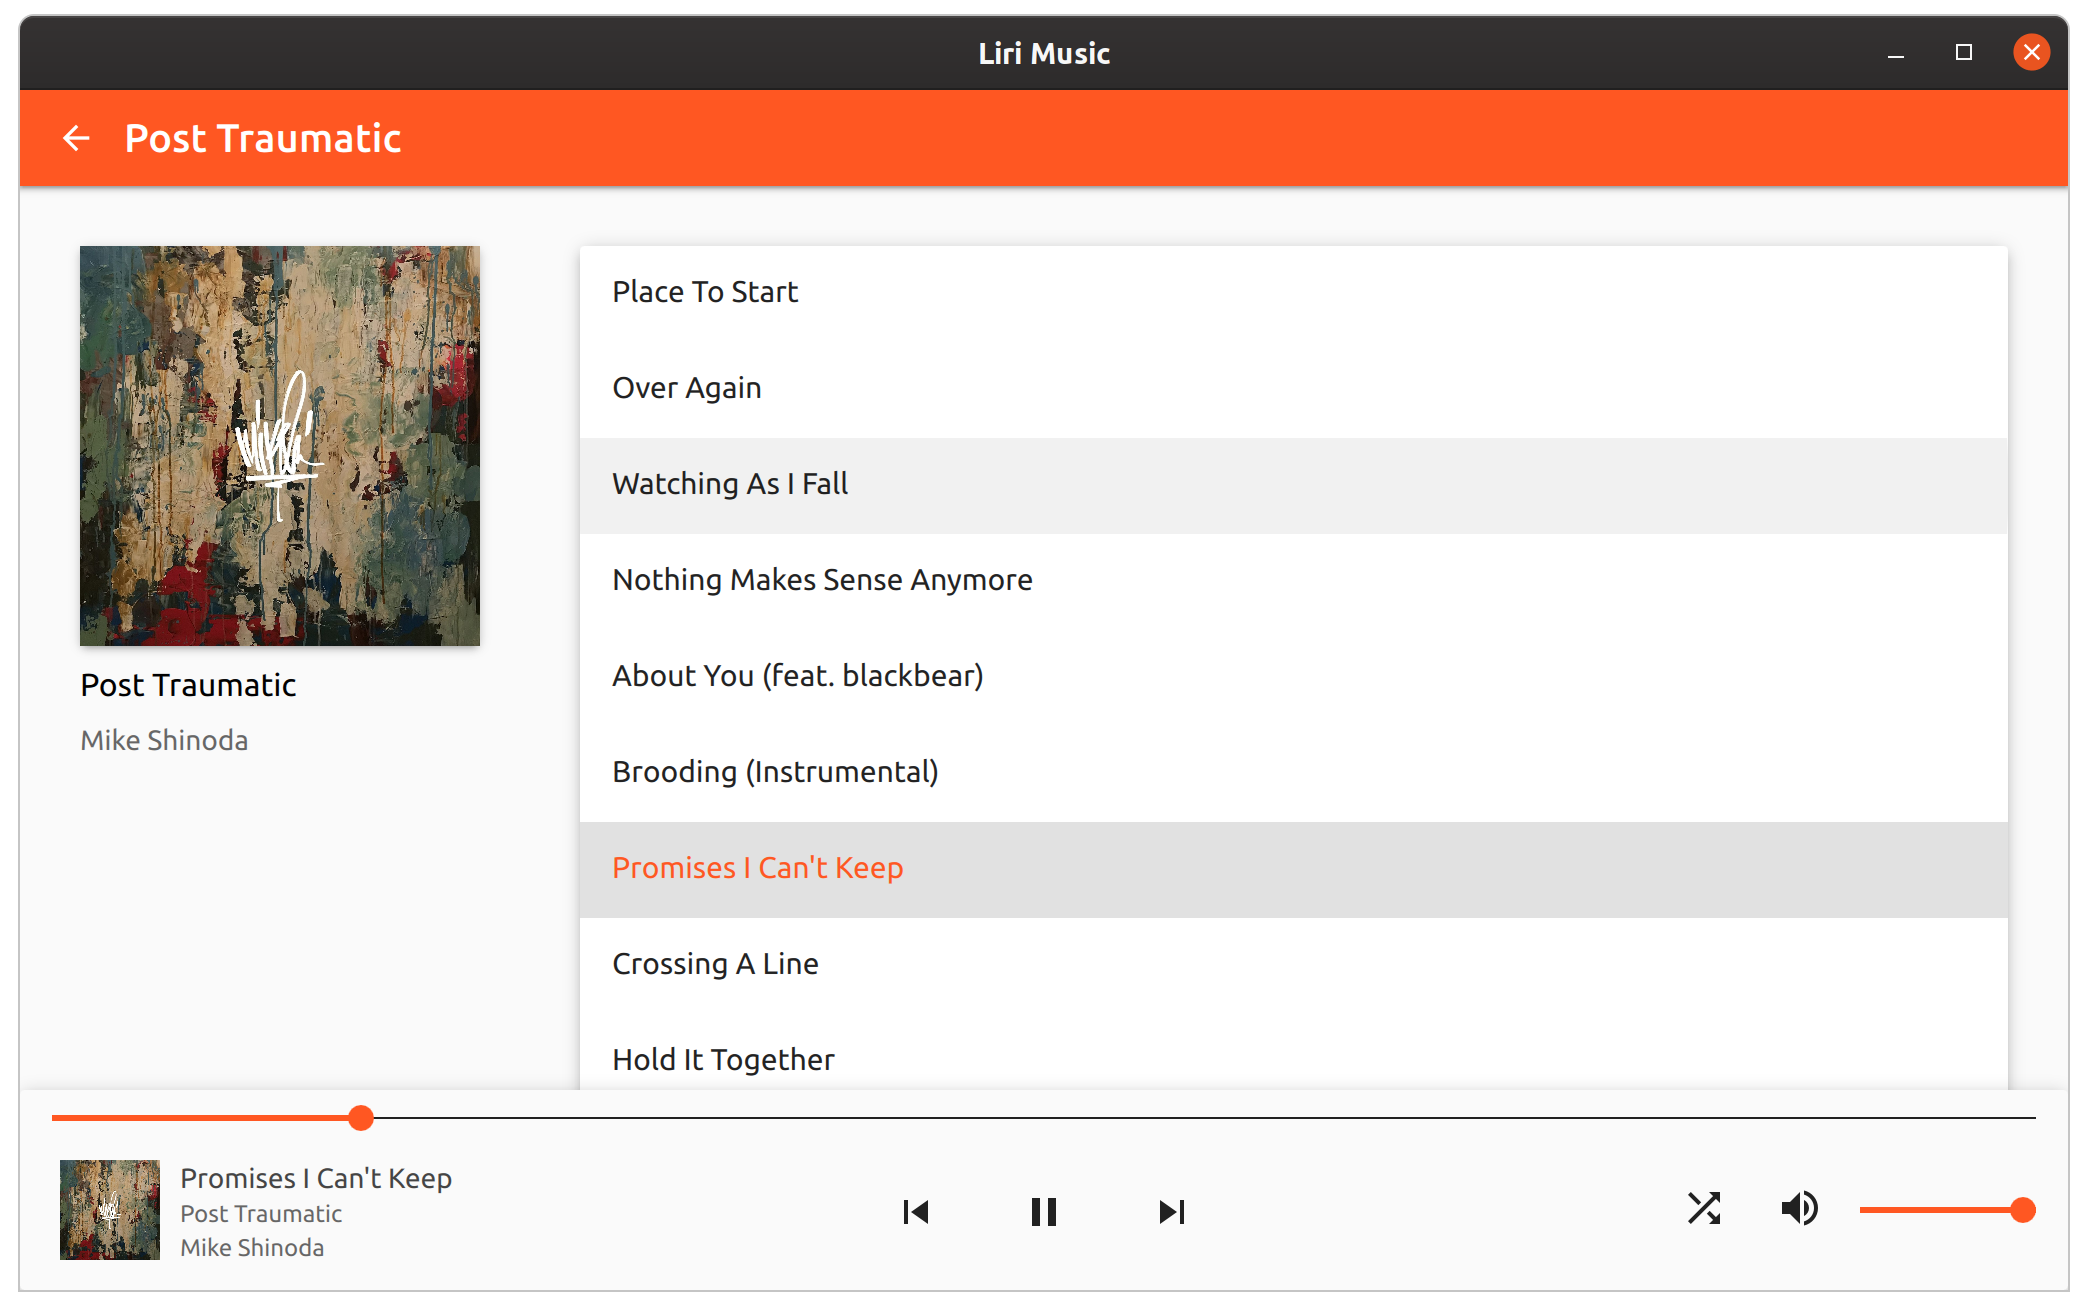 Liri Music
Post Traumatic
Place To Start
Over Again
Watching As I Fall
Nothing Makes Sense Anymore
About You (feat. blackbear)
Brooding (Instrumental)
Promises I Can't Keep
Crossing A Line
Hold It Together
Post Traumatic
Mike Shinoda
Promises I Can't Keep
Post Traumatic
Mike Shinoda